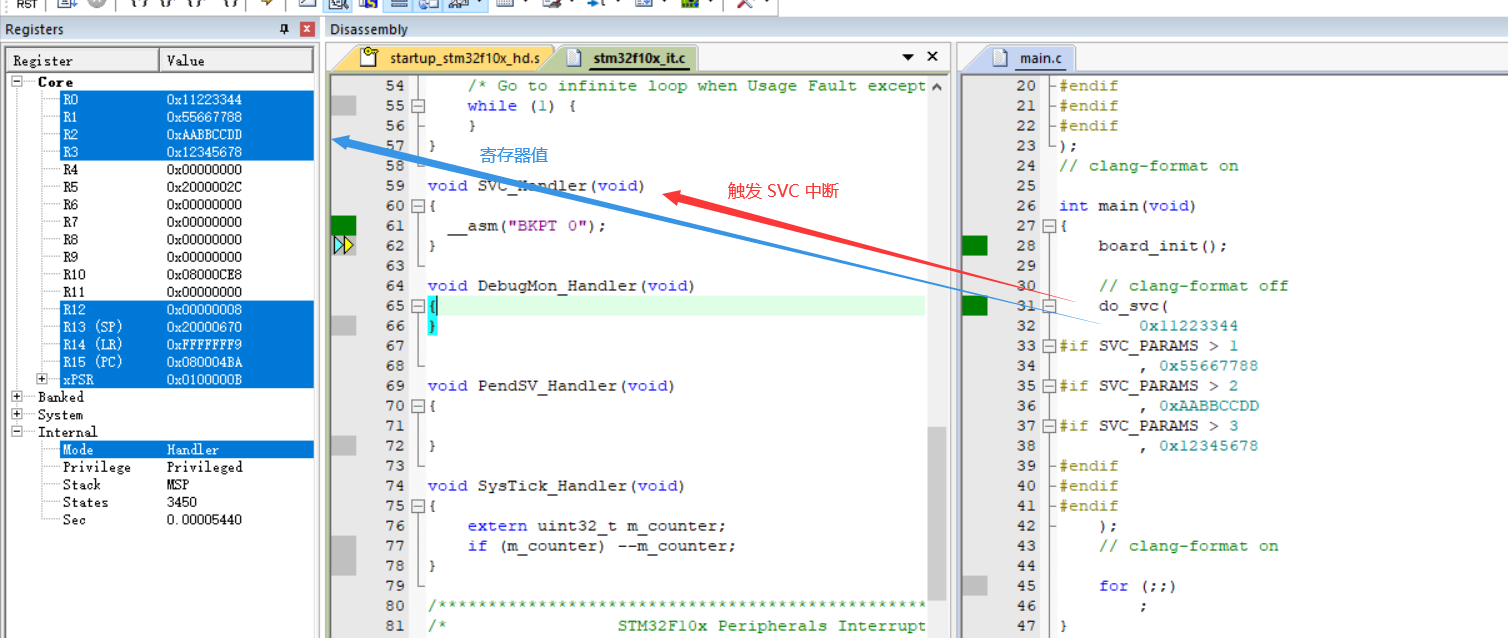 RST
Registers
Register Value
Core
R0 0x11223344
R1 0x55667788
R2 0xAABBCCDD
R3 0x12345678
R4 0x00000000
R5 0x2000002C
R6 0x00000000
R7 0x00000000
R8 0x00000000
R9 0x00000000
R10 0x08000CE8
R11 0x00000000
R12 0x00000008
R13 (SP) 0x20000670
R14 (LR) 0xFFFFFFF9
R15 (PC) 0x080004BA
xPSR 0x0100000B
Banked
System
Internal
Mode Handler
Privilege Privileged
Stack MSP
States 3450
Sec 0.00005440
Disassembly
startup_stm32f10x_hd.s
stm32f10x_it.c
54 /* Go to infinite loop when Usage Fault except
55 while (1) {
56 }
57 }
58
59 void SVC_Handler(void)
60 {
61 __asm("BKPT 0");
62 }
63
64 void DebugMon_Handler(void)
65 {
66 }
67
68
69 void PendSV_Handler(void)
70 {
71
72 }
73
74 void SysTick_Handler(void)
75 {
76 extern uint32_t m_counter;
77 if (m_counter) --m_counter;
78 }
79
80 /**************************************************
81 /* STM32F10x Peripherals Interrupt
寄存器值
触发 SVC 中断
main.c
20 #endif
21 #endif
22 #endif
23 );
24 // clang-format on
25
26 int main(void)
27 {
28 board_init();
29
30 // clang-format off
31 do_svc(
32 0x11223344
33 #if SVC_PARAMS > 1
34 , 0x55667788
35 #if SVC_PARAMS > 2
36 , 0xAABBCCDD
37 #if SVC_PARAMS > 3
38 , 0x12345678
39 #endif
40 #endif
41 #endif
42 );
43 // clang-format on
44
45 for (;;)
46 ;
47 }